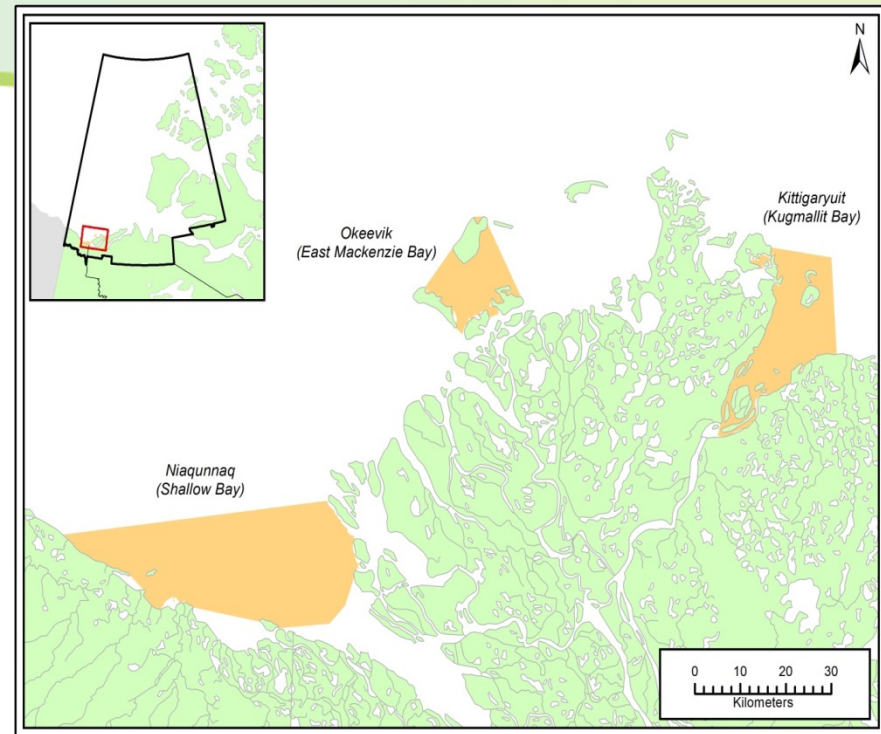 N
Kittigaryuit
(Kugmallit Bay)
Okeevik
(East Mackenzie Bay)
Niaqunnaq
(Shallow Bay)
0 10 20 30
Kilometers